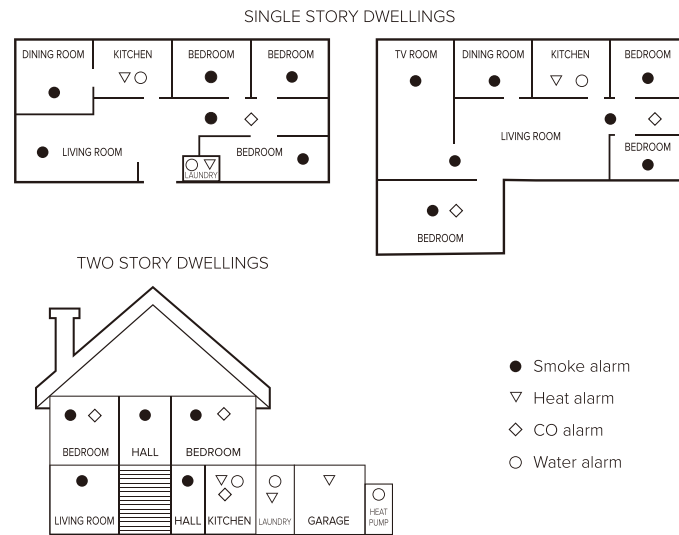 SINGLE STORY DWELLINGS
DINING ROOM
KITCHEN
BEDROOM
BEDROOM
LIVING ROOM
BEDROOM
LAUNDRY
TV ROOM
DINING ROOM
KITCHEN
BEDROOM
LIVING ROOM
BEDROOM
BEDROOM
TWO STORY DWELLINGS
BEDROOM
HALL
BEDROOM
LIVING ROOM
HALL
KITCHEN
LAUNDRY
GARAGE
HEAT
PUMP
Smoke alarm
Heat alarm
CO alarm
Water alarm